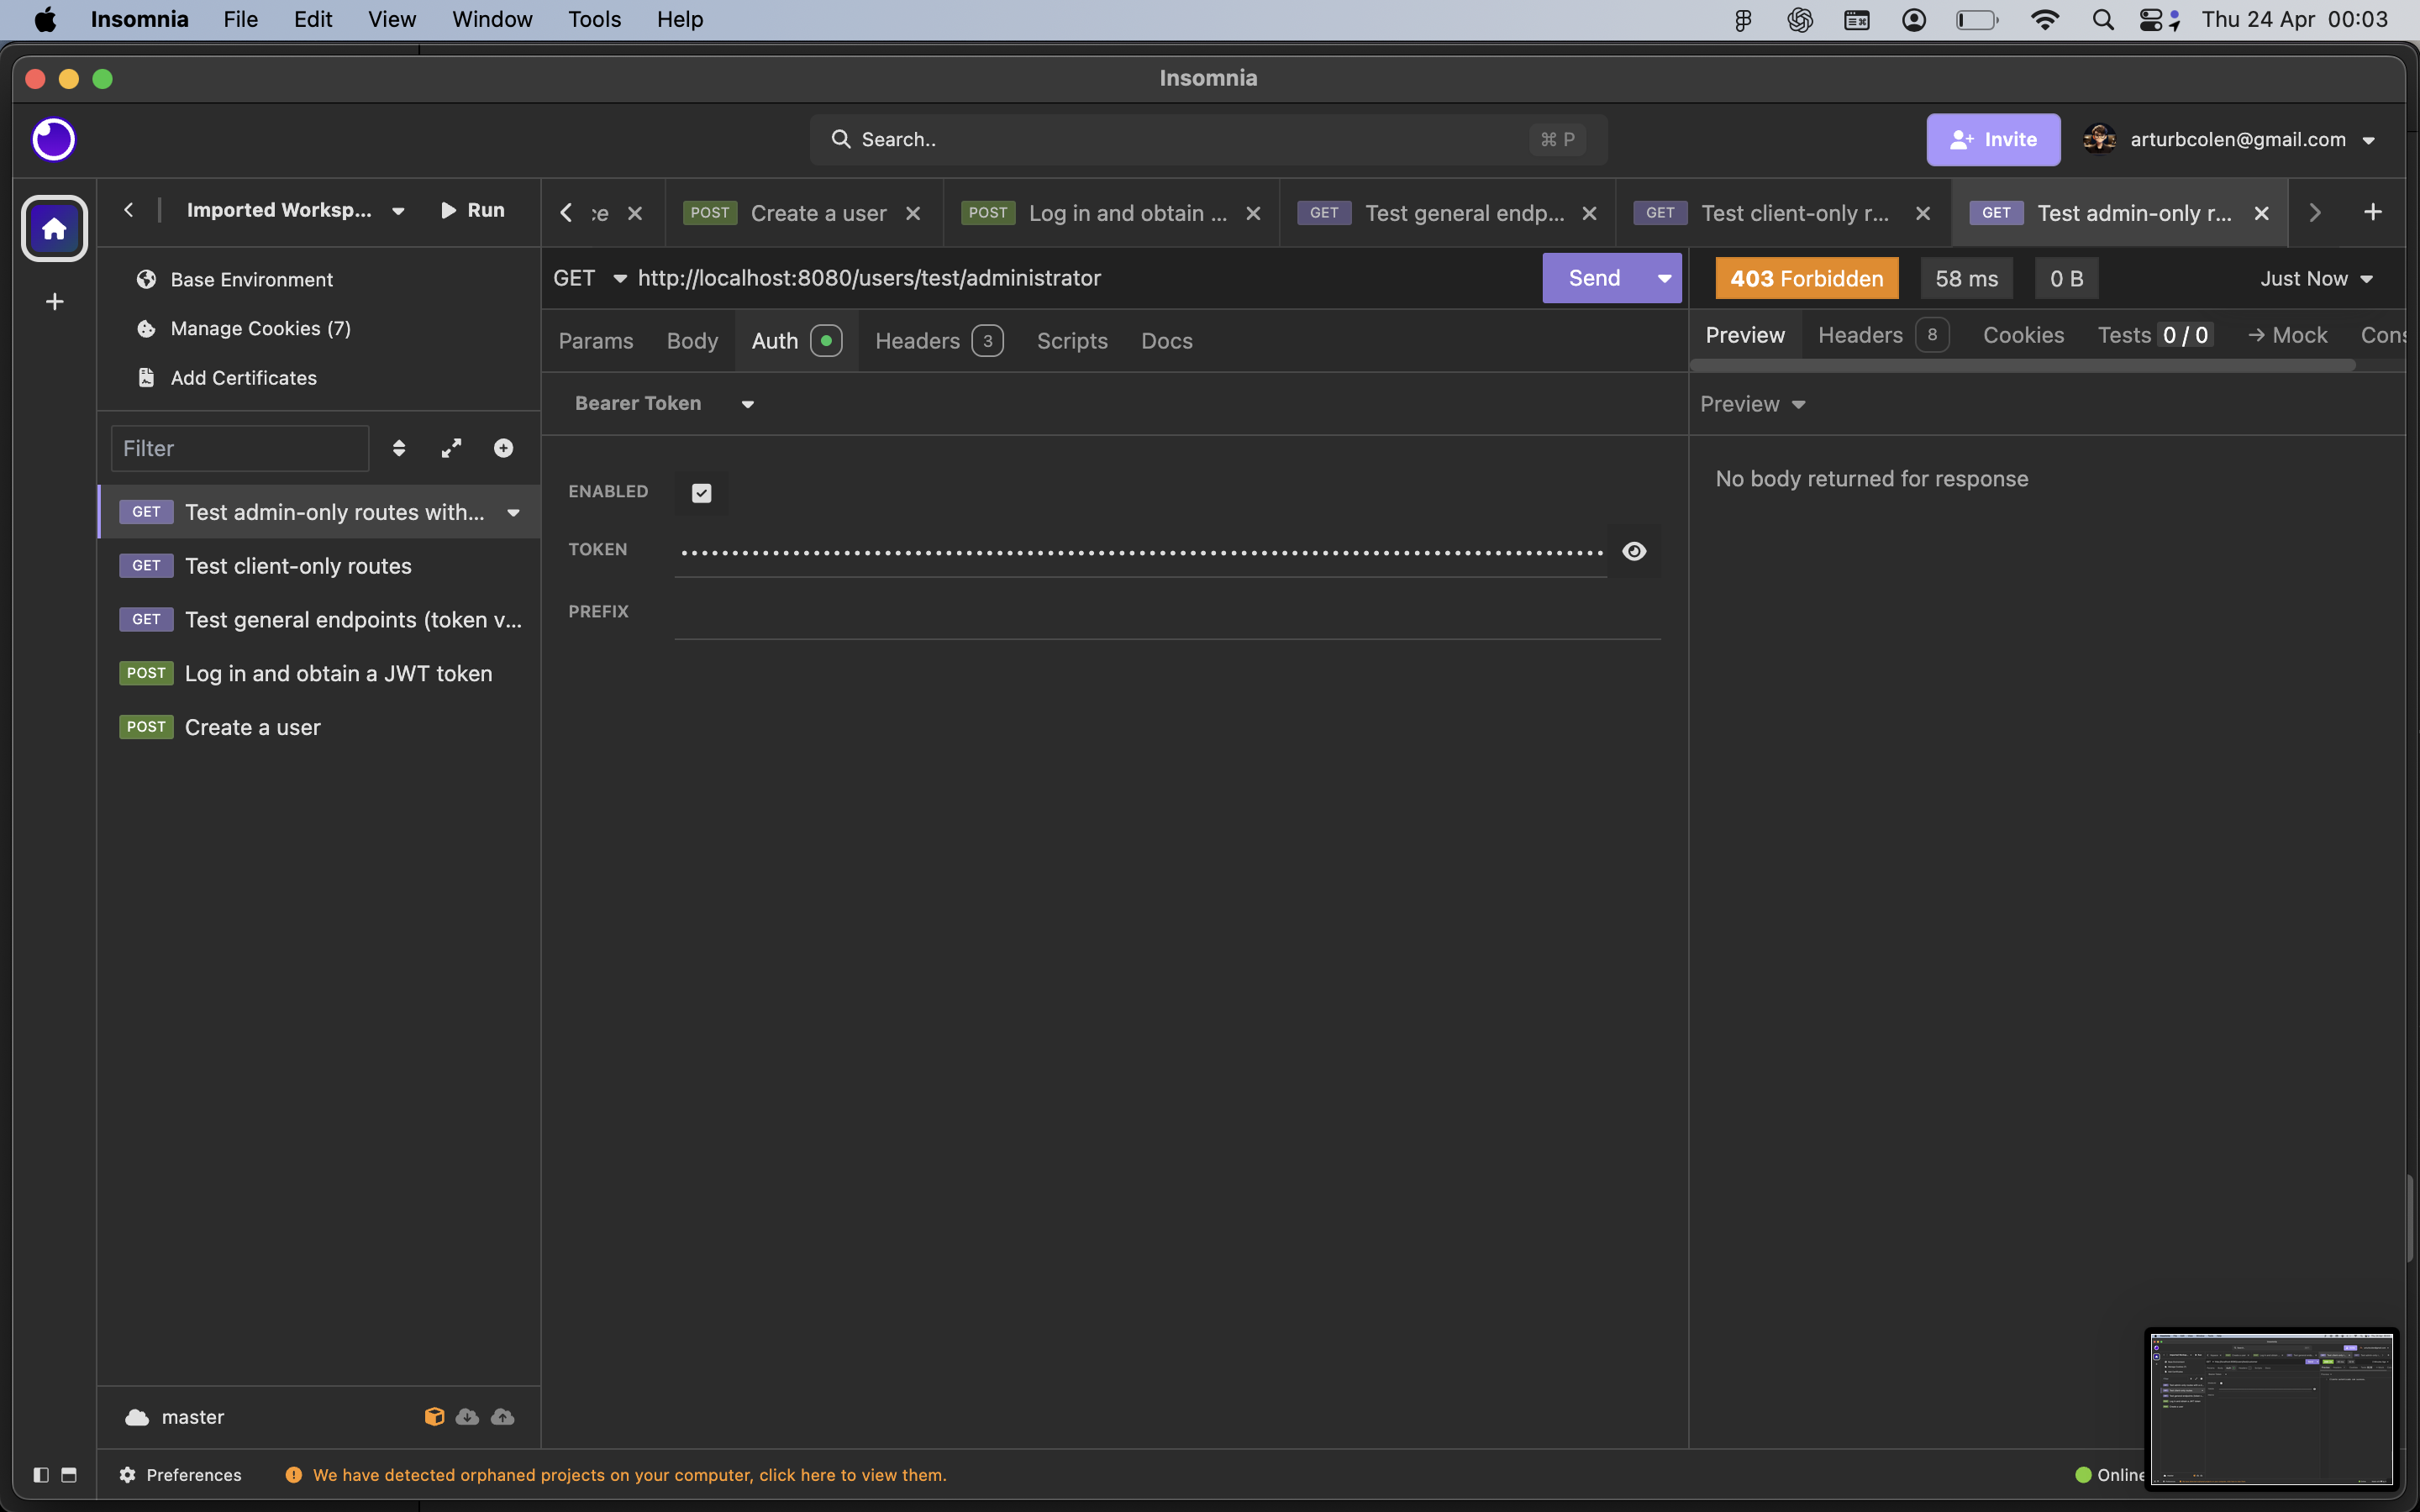 Insomnia File Edit View Window Tools Help Thu 24 Apr 00:03
Insomnia
Search.. ⌘ P Invite arturbcolen@gmail.com
Imported Worksp... Run
ce POST Create a user GET
POST Log in and obtain ...
GET Test general endp...
GET Test client-only r...
GET Test admin-only r...
Base Environment
Manage Cookies (7)
Add Certificates
Filter
GET Test admin-only routes with...
GET Test client-only routes
GET Test general endpoints (token v...
POST Log in and obtain a JWT token
POST Create a user
master
GET http://localhost:8080/users/test/administrator Send
Params Body Auth Headers 3 Scripts Docs
Bearer Token
ENABLED
TOKEN ••••••••••••••••••••••••••••••••••••••••••••••••••••••••••••••••••••••••••••••••••••••••••
PREFIX
403 Forbidden 58 ms 0 B Just Now
Preview Headers 8 Cookies Tests 0 / 0 → Mock Cons
Preview
No body returned for response
Preferences We have detected orphaned projects on your computer, click here to view them. Online